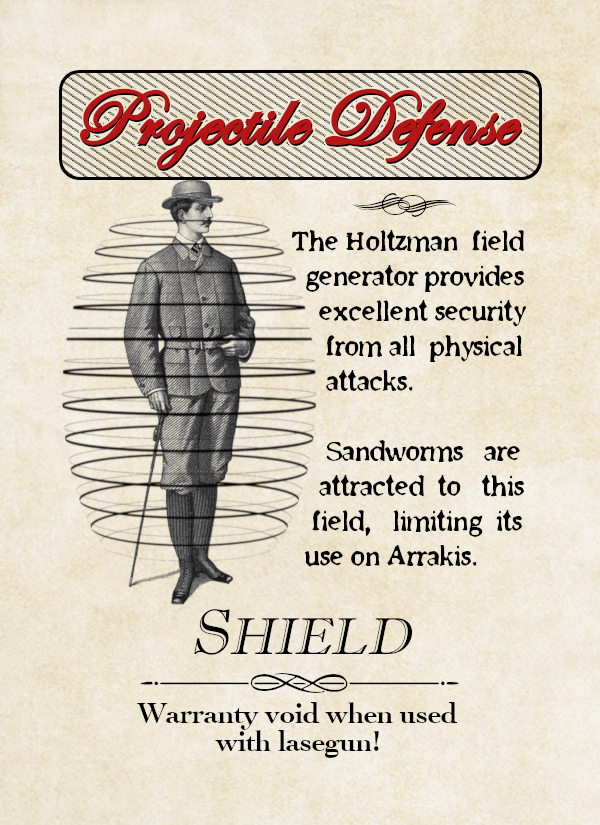 Projectile Defense
The Holtzman field
generator provides
excellent security
from all physical
attacks.
Sandworms are
attracted to this
field, limiting its
use on Arrakis.
SHIELD
Warranty void when used
with lasegun!